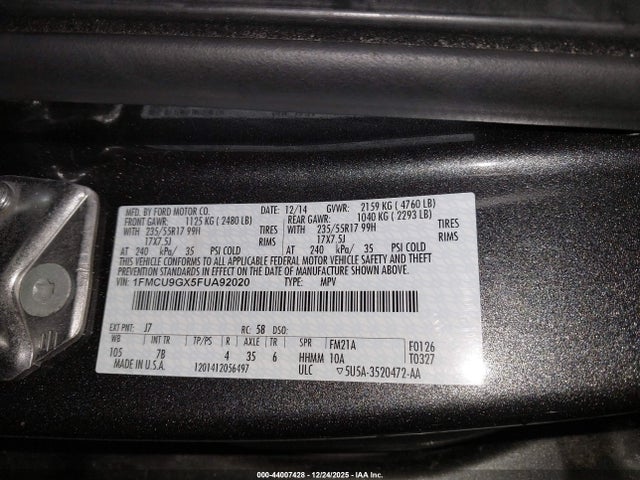 MFD. BY FORD MOTOR CO. DATE: 12/14 GVWR: 2159 KG ( 4760 LB)
FRONT GAWR: 1125 KG ( 2480 LB) REAR GAWR: 1040 KG ( 2293 LB)
WITH 235/55R17 99H TIRES WITH 235/55R17 99H TIRES
17X7.5J RIMS 17X7.5J RIMS
AT 240 kPa/ 35 PSI COLD AT 240 kPa/ 35 PSI COLD
THIS VEHICLE CONFORMS TO ALL APPLICABLE FEDERAL MOTOR VEHICLE SAFETY AND THEFT
PREVENTION STANDARDS IN EFFECT ON THE DATE OF MANUFACTURE SHOWN ABOVE.
VIN: 1FMCU9GX5FUA92020 TYPE: MPV
EXT PNT: J7 RC: 58 DSO:
WB BRK INT TR TP/PS R AXLE TR SPR FM21A F0126
105 7B 4 35 6 HHMM 10A T0327
MADE IN U.S.A. 1201412056497 ULC ▽5U5A-3520472-AA
000-44007428 - 12/24/2025 - IAA Inc.